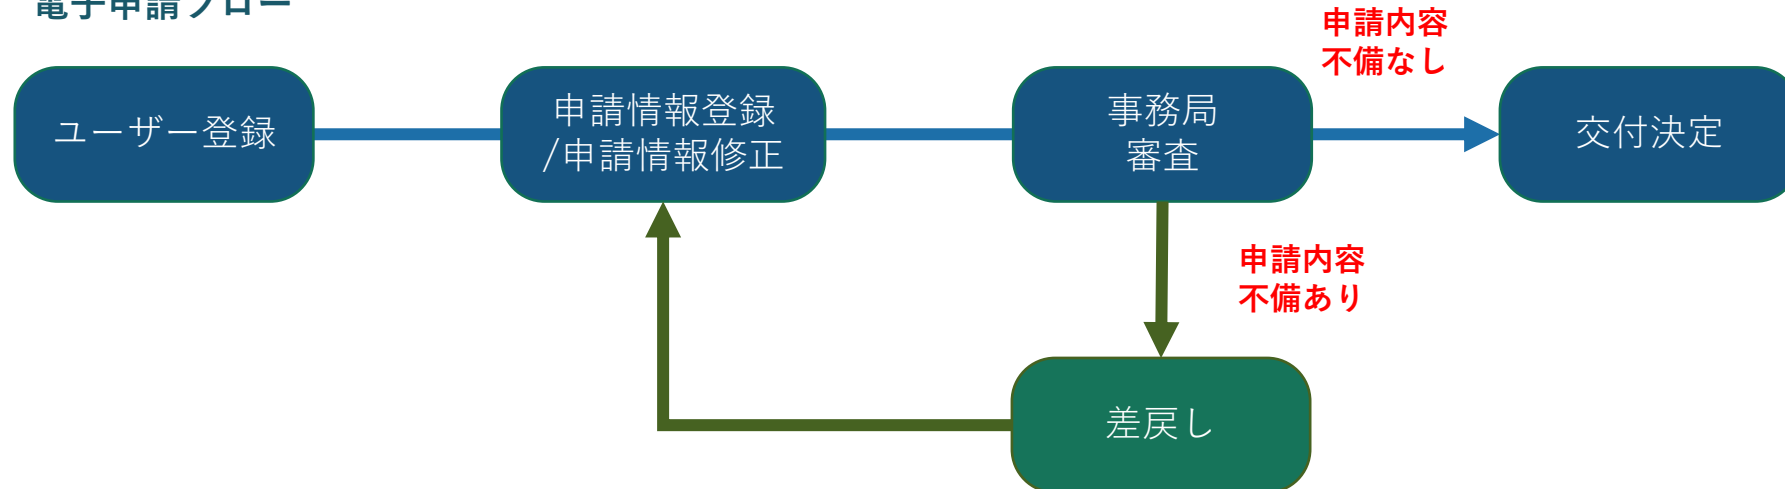 電子申請フロー
申請内容
不備なし
ユーザー登録
申請情報登録
/申請情報修正
事務局
審査
交付決定
申請内容
不備あり
差戻し